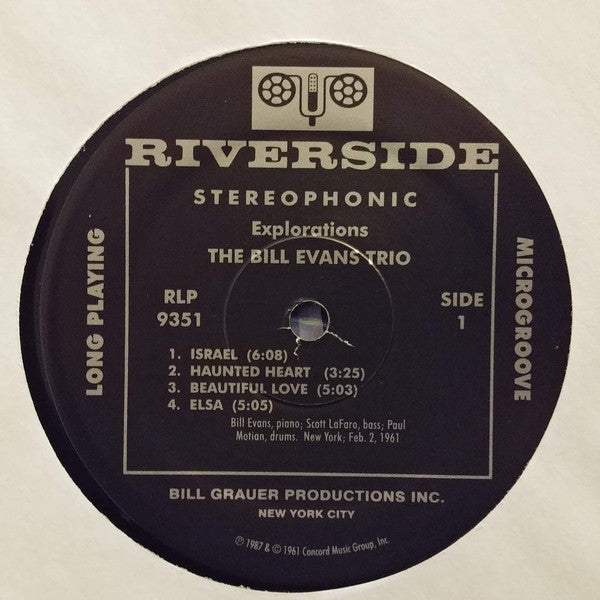 RIVERSIDE
STEREOPHONIC
Explorations
THE BILL EVANS TRIO
LONG PLAYING
MICROGROOVE
RLP
9351
SIDE
1
1. ISRAEL (6:08)
2. HAUNTED HEART (3:25)
3. BEAUTIFUL LOVE (5:03)
4. ELSA (5:05)
Bill Evans, piano; Scott LaFaro, bass; Paul
Motian, drums. New York; Feb. 2, 1961
BILL GRAUER PRODUCTIONS INC.
NEW YORK CITY
℗ 1987 & © 1961 Concord Music Group, Inc.